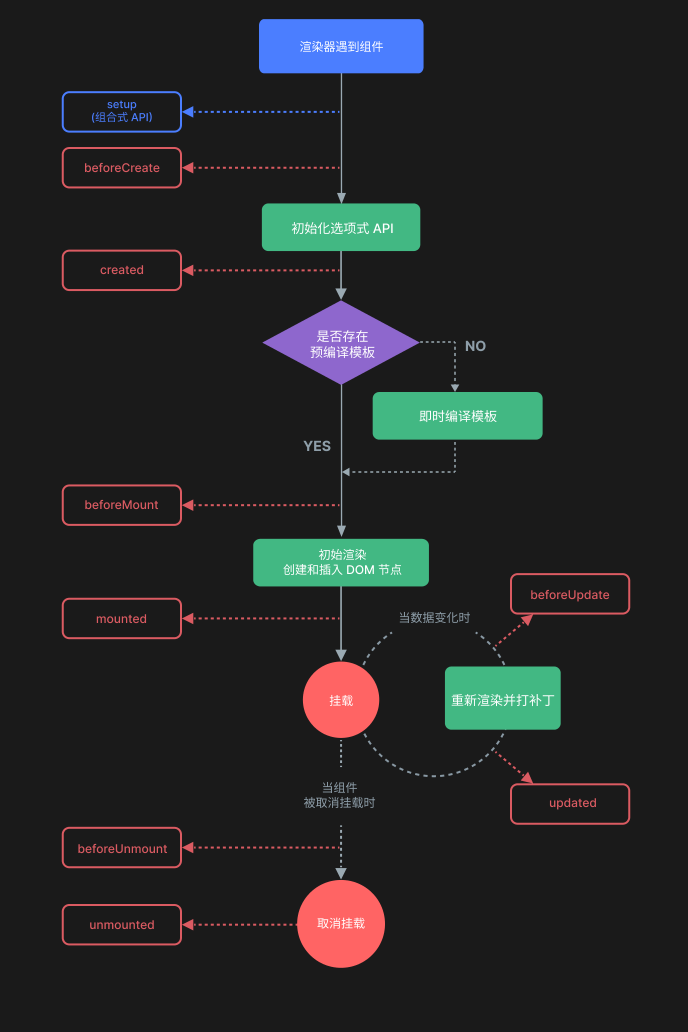 渲染器遇到组件
setup
(组合式 API)
beforeCreate
初始化选项式 API
created
是否存在
预编译模板
NO
即时编译模板
YES
beforeMount
初始渲染
创建和插入 DOM 节点
beforeUpdate
mounted
当数据变化时
挂载
重新渲染并打补丁
当组件
被取消挂载时
updated
beforeUnmount
unmounted
取消挂载